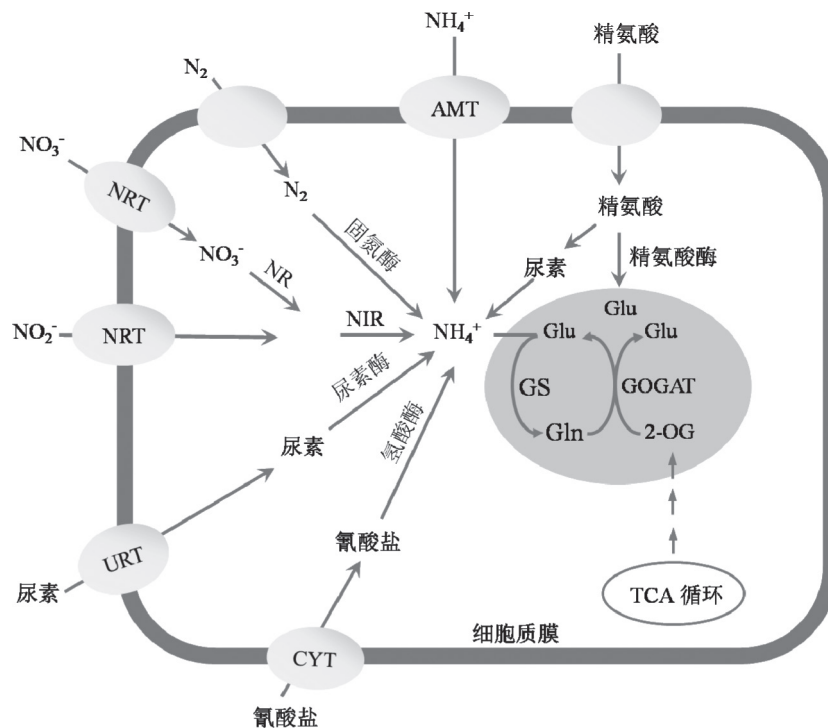 NH₄⁺
精氨酸
N₂
AMT
NO₃⁻
NRT
N₂
精氨酸
NO₃⁻
NR
固氮酶
尿素
精氨酸酶
NO₂⁻
NRT
NIR
NH₄⁺
Glu
Glu
Glu
GS
GOGAT
Gln
2-OG
尿素酶
尿素
氢酸酶
URT
尿素
氰酸盐
TCA 循环
细胞质膜
CYT
氰酸盐